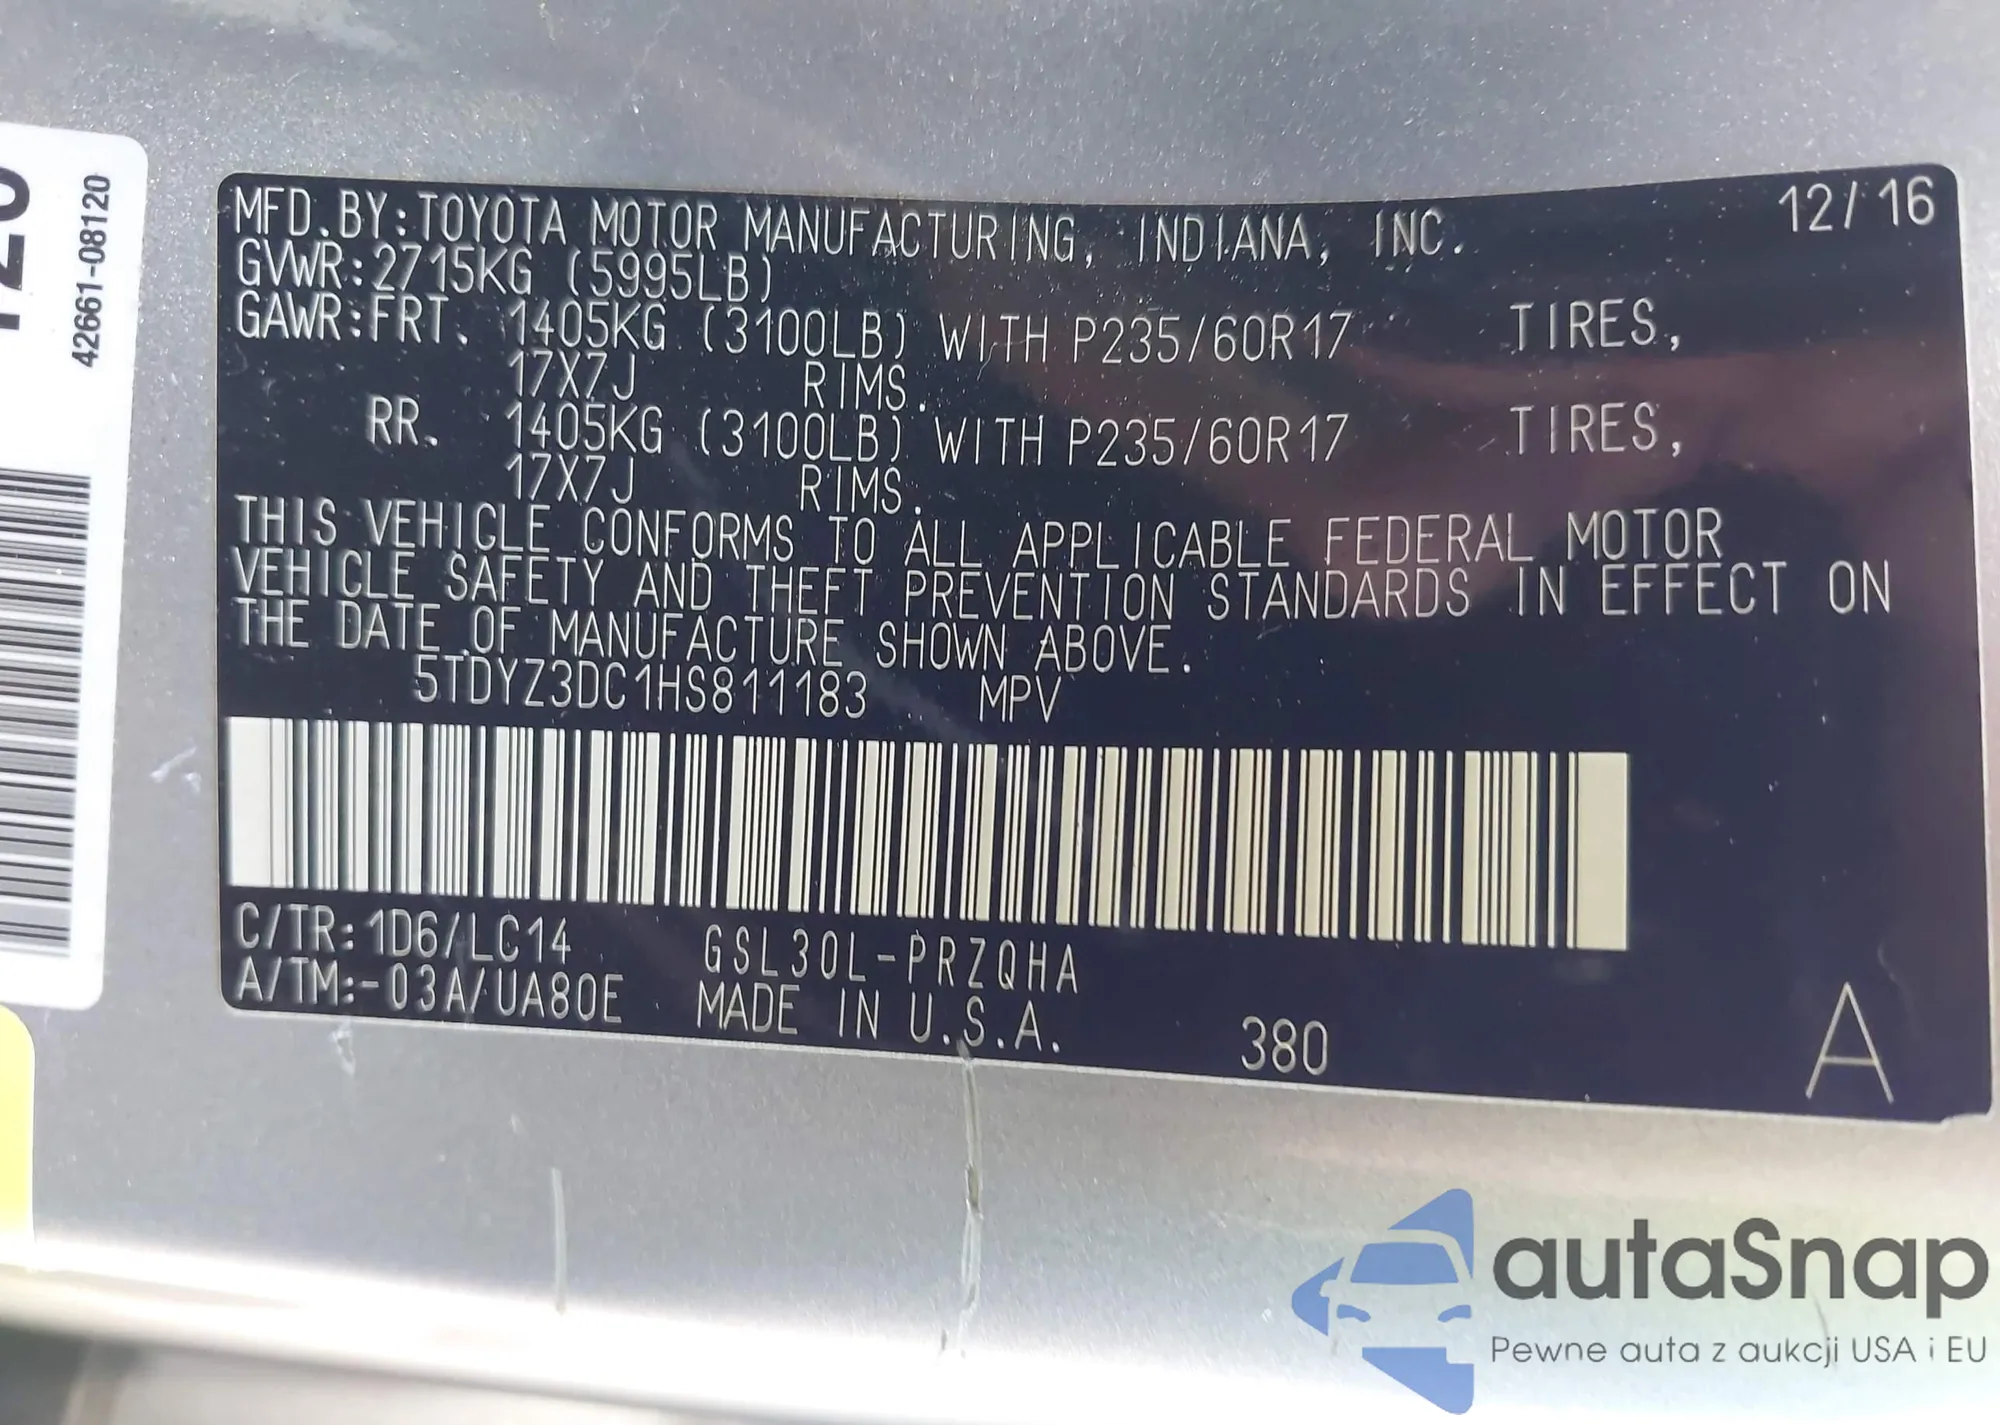 42661-08120
MFD.BY:TOYOTA MOTOR MANUFACTURING, INDIANA, INC. 12/16
GVWR:2715KG (5995LB)
GAWR:FRT. 1405KG (3100LB) WITH P235/60R17 TIRES,
17X7J RIMS.
RR. 1405KG (3100LB) WITH P235/60R17 TIRES,
17X7J RIMS.
THIS VEHICLE CONFORMS TO ALL APPLICABLE FEDERAL MOTOR
VEHICLE SAFETY AND THEFT PREVENTION STANDARDS IN EFFECT ON
THE DATE OF MANUFACTURE SHOWN ABOVE.
5TDYZ3DC1HS811183 MPV
C/TR:1D6/LC14 GSL30L-PRZQHA
A/TM:-03A/UA80E MADE IN U.S.A. 380 A
autaSnap
Pewne auta z aukcji USA i EU